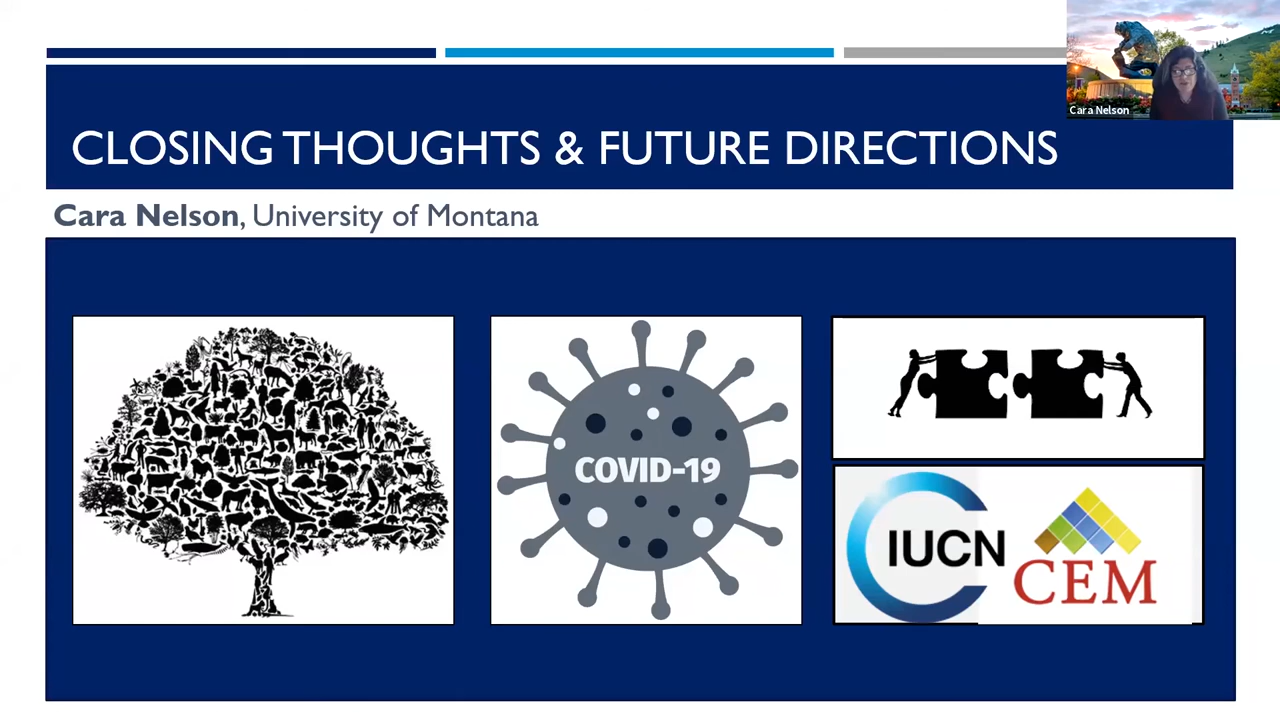 Cara Nelson
CLOSING THOUGHTS & FUTURE DIRECTIONS
Cara Nelson, University of Montana
COVID-19
IUCN
CEM